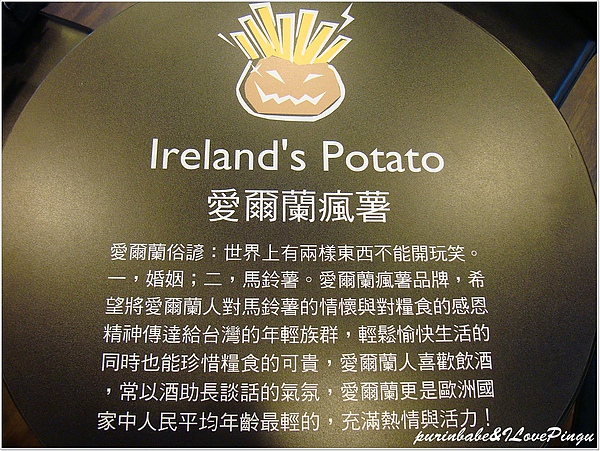 Ireland's Potato
愛爾蘭瘋薯
愛爾蘭俗諺：世界上有兩樣東西不能開玩笑。
一，婚姻；二，馬鈴薯。愛爾蘭瘋薯品牌，希
望將愛爾蘭人對馬鈴薯的情懷與對糧食的感恩
精神傳達給台灣的年輕族群，輕鬆愉快生活的
同時也能珍惜糧食的可貴，愛爾蘭人喜歡飲酒
，常以酒助長談話的氣氛，愛爾蘭更是歐洲國
家中人民平均年齡最輕的，充滿熱情與活力！
purinbabe&ILovePingu